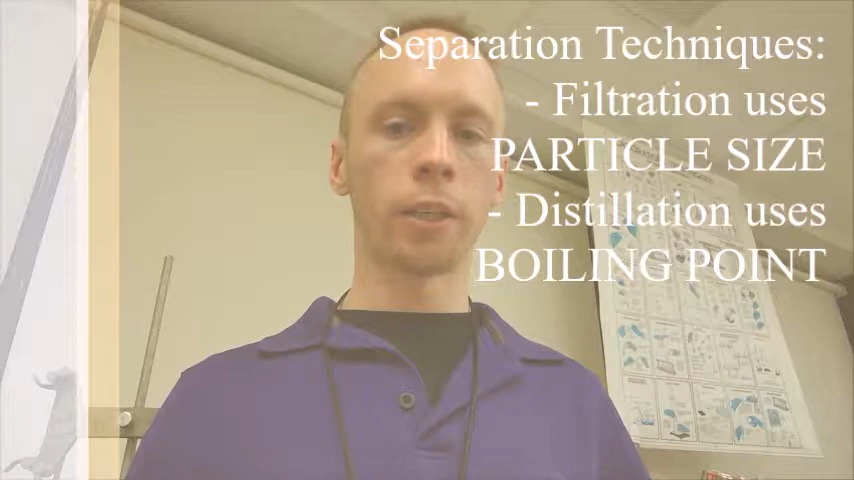 Separation Techniques:
- Filtration uses
PARTICLE SIZE
- Distillation uses
BOILING POINT